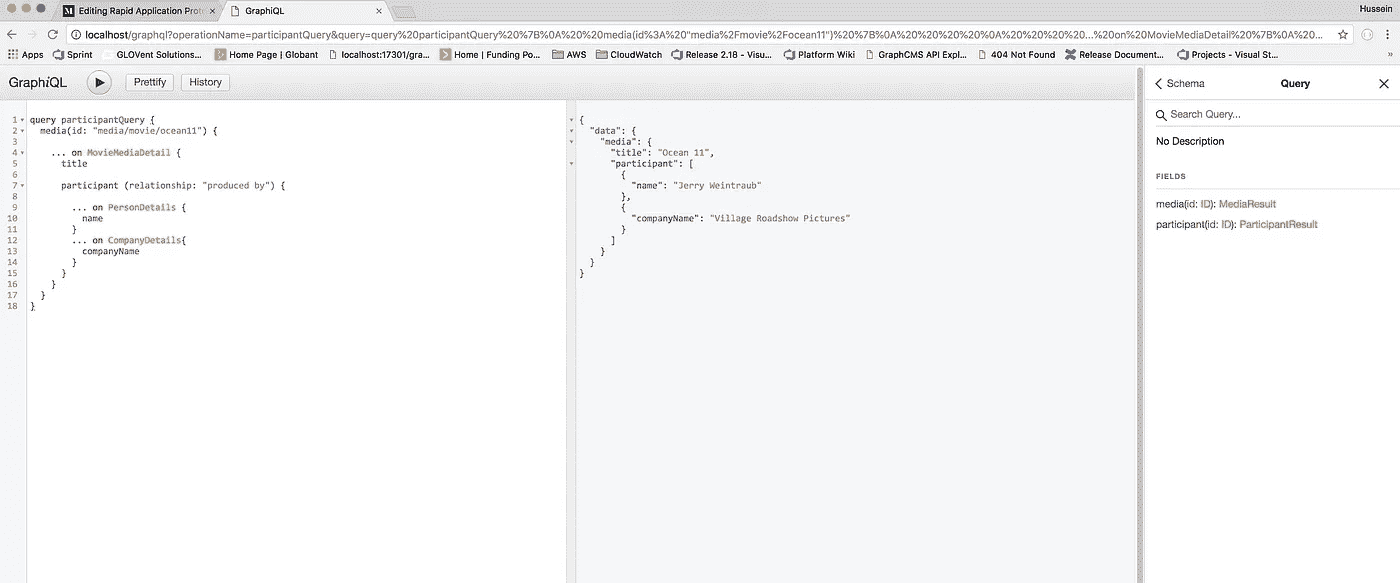 Editing Rapid Application Prot
GraphiQL
Hussein
localhost/graphql?operationName=participantQuery&query=query%20participantQuery%20%7B%0A%20%20media(id%3A%20"media%2Fmovie%2Focean11")%20%7B%0A%20%20%20%20%0A%20%20%20%20...%20on%20MovieMediaDetail%20%7B%0A%20...
Apps Sprint GLOVent Solutions... Home Page | Globant localhost:17301/gra... Home | Funding Po... AWS CloudWatch Release 2.18 - Visu... Platform Wiki GraphCMS API Expl... 404 Not Found Release Document... Projects - Visual St... »
GraphiQL Prettify History
1 query participantQuery {
2 media(id: "media/movie/ocean11") {
3
4 ... on MovieMediaDetail {
5 title
6
7 participant (relationship: "produced by") {
8
9 ... on PersonDetails {
10 name
11 }
12 ... on CompanyDetails{
13 companyName
14 }
15 }
16 }
17 }
18 }
{
"data": {
"media": {
"title": "Ocean 11",
"participant": [
{
"name": "Jerry Weintraub"
},
{
"companyName": "Village Roadshow Pictures"
}
]
}
}
}
Schema Query
Search Query...
No Description
FIELDS
media(id: ID): MediaResult
participant(id: ID): ParticipantResult